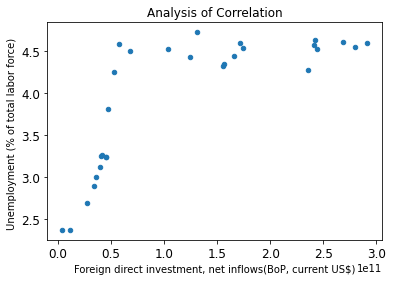 Analysis of Correlation
Unemployment (% of total labor force)
4.5
4.0
3.5
3.0
2.5
0.0 0.5 1.0 1.5 2.0 2.5 3.0
Foreign direct investment, net inflows(BoP, current US$) 1e11